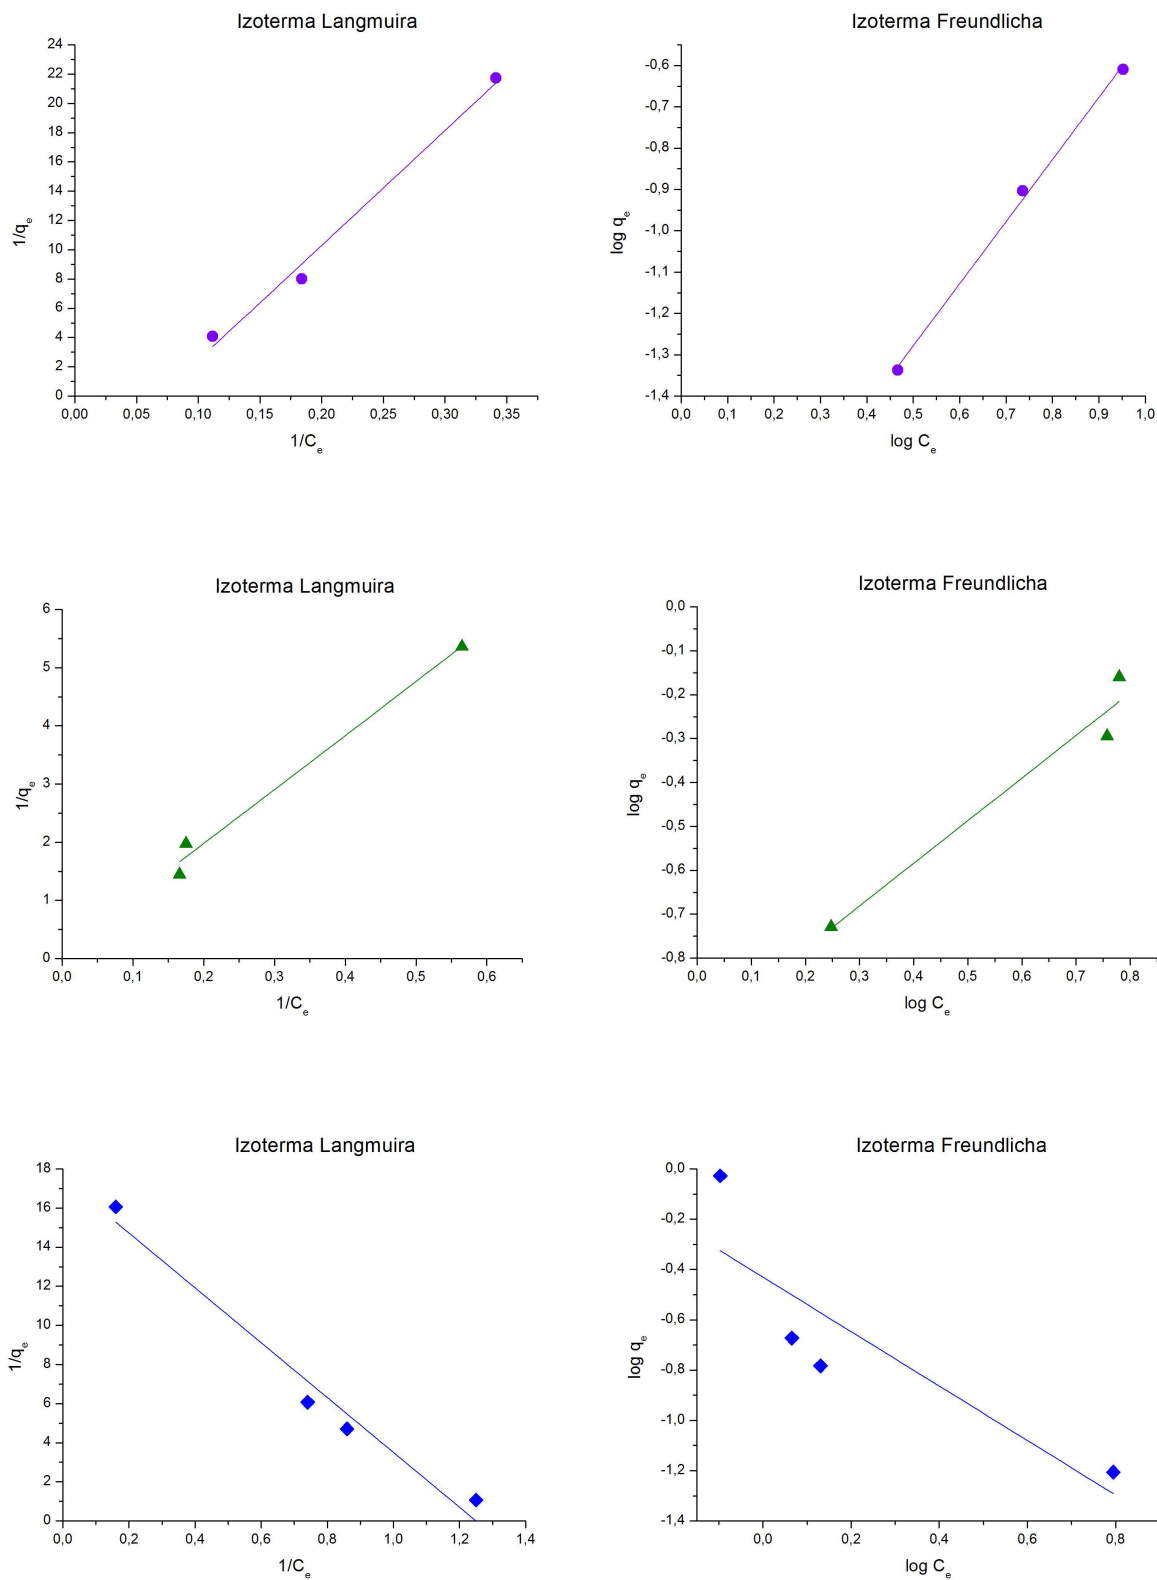 Izoterma Langmuira
24
22
20
18
16
14
12
10
8
6
4
2
0
1/qₑ
0,00 0,05 0,10 0,15 0,20 0,25 0,30 0,35
1/Cₑ
Izoterma Freundlicha
-0,6
-0,7
-0,8
-0,9
-1,0
-1,1
-1,2
-1,3
-1,4
log qₑ
0,0 0,1 0,2 0,3 0,4 0,5 0,6 0,7 0,8 0,9 1,0
log Cₑ
Izoterma Langmuira
6
5
4
3
2
1
0
1/qₑ
0,0 0,1 0,2 0,3 0,4 0,5 0,6
1/Cₑ
Izoterma Freundlicha
0,0
-0,1
-0,2
-0,3
-0,4
-0,5
-0,6
-0,7
-0,8
log qₑ
0,0 0,1 0,2 0,3 0,4 0,5 0,6 0,7 0,8
log Cₑ
Izoterma Langmuira
18
16
14
12
10
8
6
4
2
0
1/qₑ
0,0 0,2 0,4 0,6 0,8 1,0 1,2 1,4
1/Cₑ
Izoterma Freundlicha
0,0
-0,2
-0,4
-0,6
-0,8
-1,0
-1,2
-1,4
log qₑ
0,0 0,2 0,4 0,6 0,8
log Cₑ